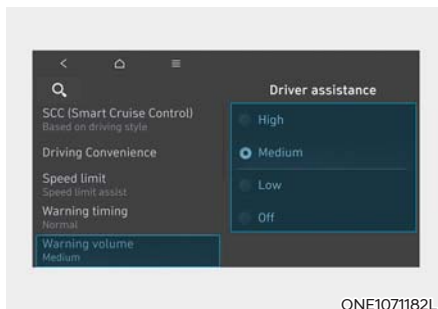 Driver assistance
SCC (Smart Cruise Control)
Based on driving style
Driving Convenience
Speed limit
Speed limit assist
Warning timing
Normal
Warning volume
Medium
High
Medium
Low
Off
ONE1071182L